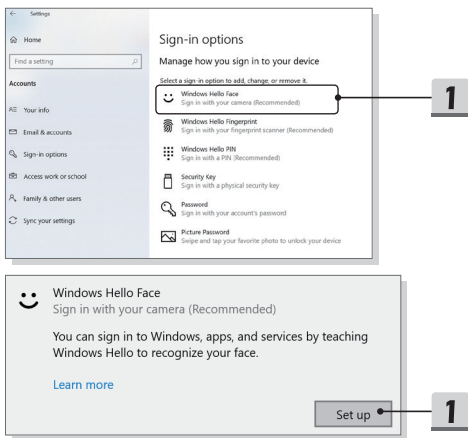 Settings
Home
Find a setting
Accounts
Your info
Email & accounts
Sign-in options
Access work or school
Family & other users
Sync your settings
Sign-in options
Manage how you sign in to your device
Select a sign-in option to add, change, or remove it.
Windows Hello Face
Sign in with your camera (Recommended)
Windows Hello Fingerprint
Sign in with your fingerprint scanner (Recommended)
Windows Hello PIN
Sign in with a PIN (Recommended)
Security Key
Sign in with a physical security key
Password
Sign in with your account's password
Picture Password
Swipe and tap your favorite photo to unlock your device
1
Windows Hello Face
Sign in with your camera (Recommended)
You can sign in to Windows, apps, and services by teaching
Windows Hello to recognize your face.
Learn more
Set up
1